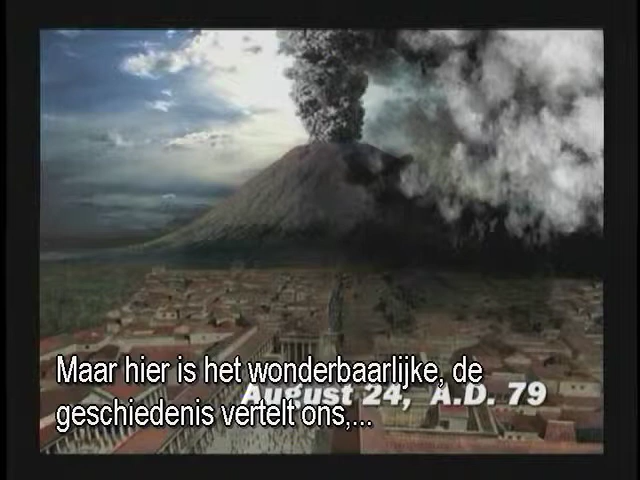 Maar hier is het wonderbaarlijke, de
August 24, A.D. 79
geschiedenis vertelt ons,...